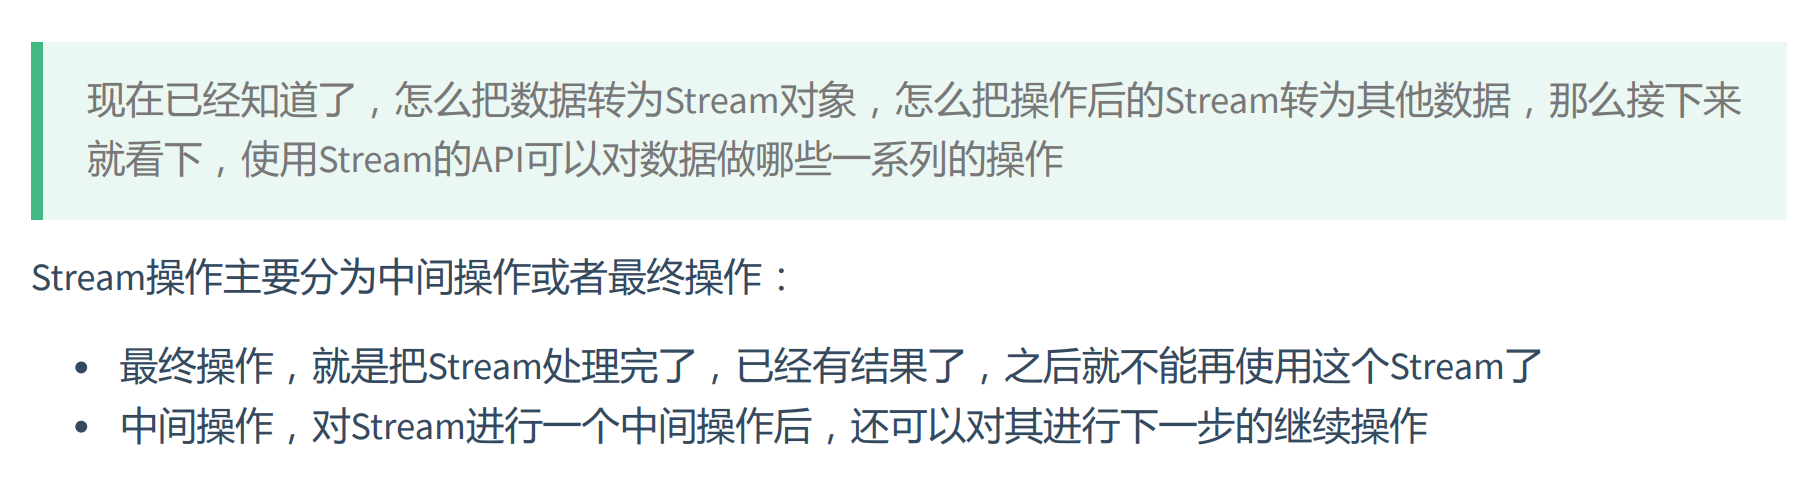 现在已经知道了，怎么把数据转为Stream对象，怎么把操作后的Stream转为其他数据，那么接下来
就看下，使用Stream的API可以对数据做哪些一系列的操作
Stream操作主要分为中间操作或者最终操作：
• 最终操作，就是把Stream处理完了，已经有结果了，之后就不能再使用这个Stream了
• 中间操作，对Stream进行一个中间操作后，还可以对其进行下一步的继续操作